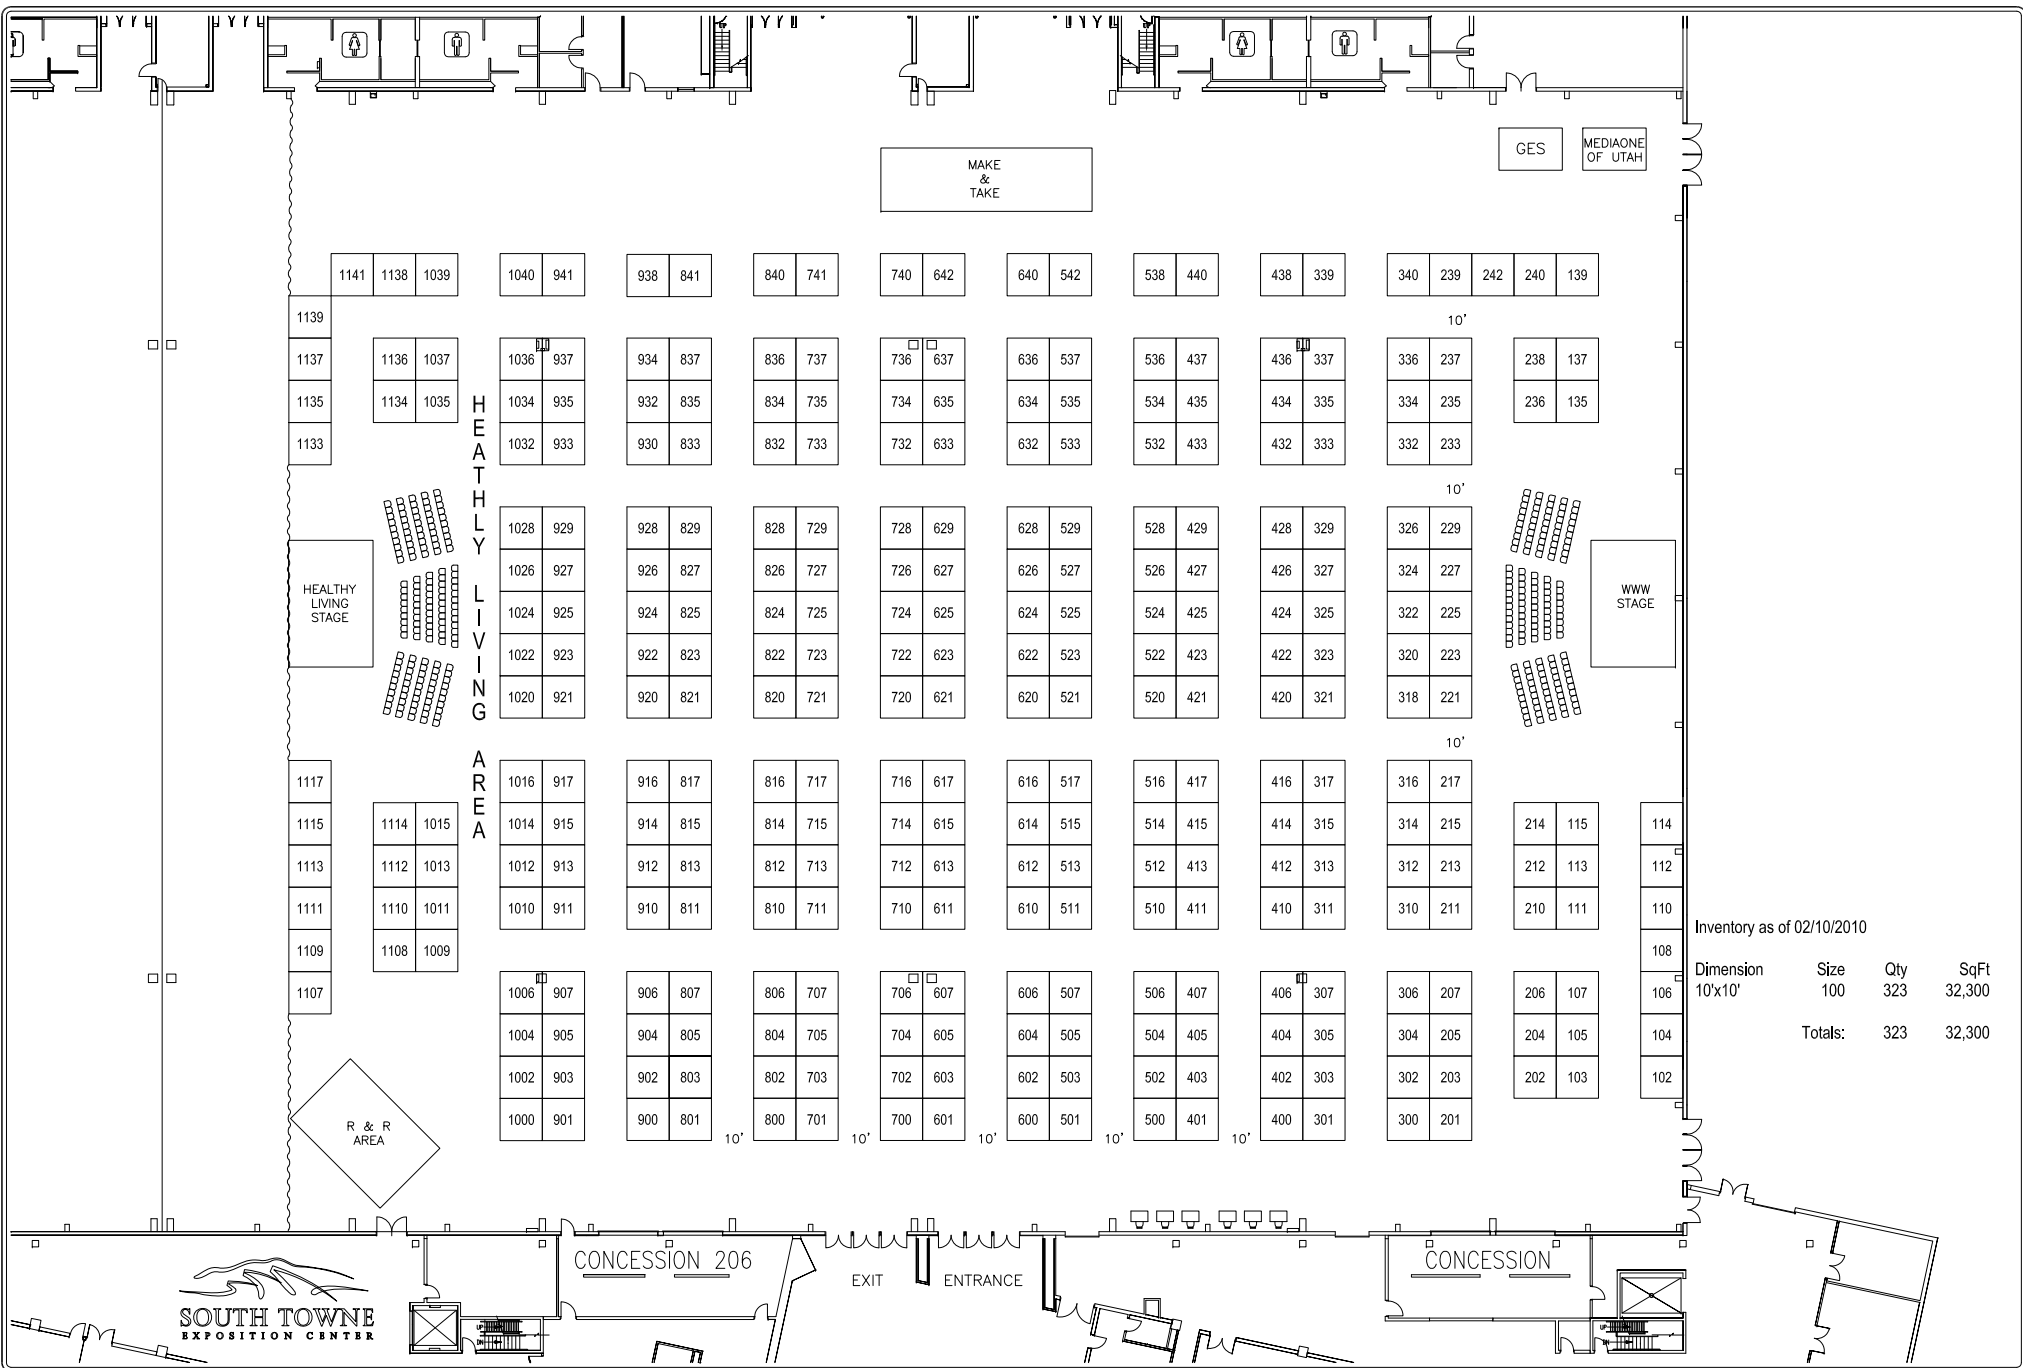 GES
MEDIAONE
OF UTAH
MAKE
&
TAKE
1141 1138 1039 1040 941 938 841 840 741 740 642 640 542 538 440 438 339 340 239 242 240 139
1139
10'
1137 1136 1037 1036 937 934 837 836 737 736 637 636 537 536 437 436 337 336 237 238 137
1135 1134 1035 1034 935 932 835 834 735 734 635 634 535 534 435 434 335 334 235 236 135
1133 1032 933 930 833 832 733 732 633 632 533 532 433 432 333 332 233
10'
HEATHLY LIVING AREA
1028 929 928 829 828 729 728 629 628 529 528 429 428 329 326 229
1026 927 926 827 826 727 726 627 626 527 526 427 426 327 324 227
HEALTHY
LIVING
STAGE
WWW
STAGE
1024 925 924 825 824 725 724 625 624 525 524 425 424 325 322 225
1022 923 922 823 822 723 722 623 622 523 522 423 422 323 320 223
1020 921 920 821 820 721 720 621 620 521 520 421 420 321 318 221
10'
1117 1016 917 916 817 816 717 716 617 616 517 516 417 416 317 316 217
1115 1114 1015 1014 915 914 815 814 715 714 615 614 515 514 415 414 315 314 215 214 115 114
1113 1112 1013 1012 913 912 813 812 713 712 613 612 513 512 413 412 313 312 213 212 113 112
1111 1110 1011 1010 911 910 811 810 711 710 611 610 511 510 411 410 311 310 211 210 111 110
1109 1108 1009 108
1107 1006 907 906 807 806 707 706 607 606 507 506 407 406 307 306 207 206 107 106
1004 905 904 805 804 705 704 605 604 505 504 405 404 305 304 205 204 105 104
1002 903 902 803 802 703 702 603 602 503 502 403 402 303 302 203 202 103 102
1000 901 900 801 800 701 700 601 600 501 500 401 400 301 300 201
10' 10' 10' 10' 10'
R & R
AREA
Inventory as of 02/10/2010
Dimension Size Qty SqFt
10'x10' 100 323 32,300
Totals: 323 32,300
CONCESSION 206
EXIT
ENTRANCE
CONCESSION
SOUTH TOWNE
EXPOSITION CENTER
UP
DN
UP
DN